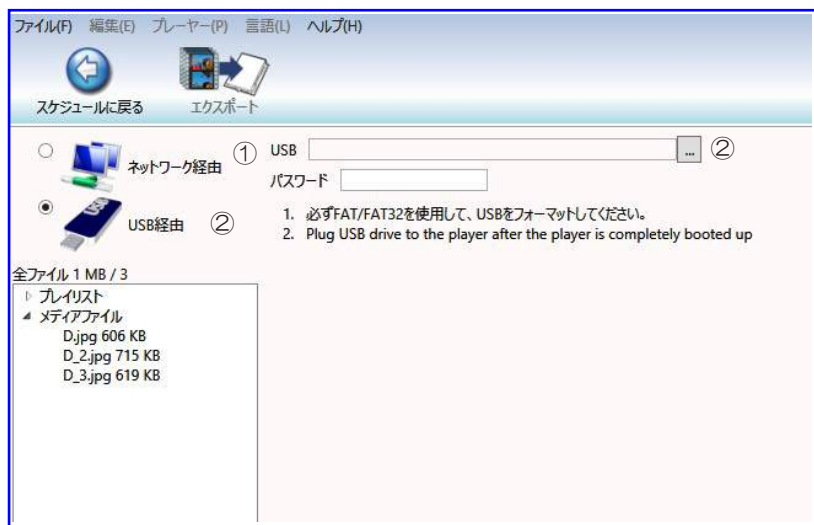 ファイル(F) 編集(E) プレーヤー(P) 言語(L) ヘルプ(H)
スケジュールに戻る エクスポート
ネットワーク経由 ①
USB経由 ②
USB ... ②
パスワード
1. 必ずFAT/FAT32を使用して、USBをフォーマットしてください。
2. Plug USB drive to the player after the player is completely booted up
全ファイル 1 MB / 3
プレイリスト
メディアファイル
D.jpg 606 KB
D_2.jpg 715 KB
D_3.jpg 619 KB